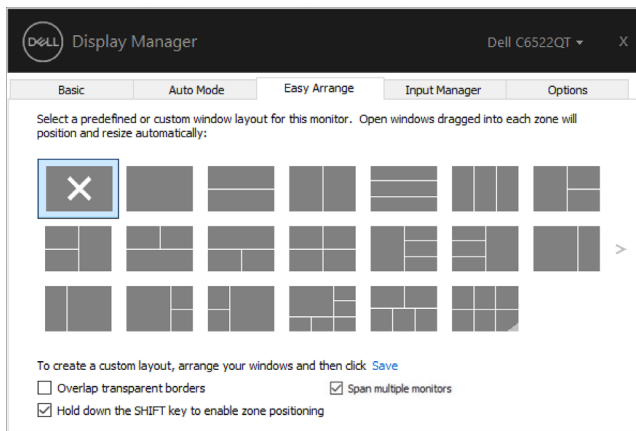 DELL Display Manager Dell C6522QT X
Basic Auto Mode Easy Arrange Input Manager Options
Select a predefined or custom window layout for this monitor. Open windows dragged into each zone will
position and resize automatically:
To create a custom layout, arrange your windows and then click Save
Overlap transparent borders Span multiple monitors
Hold down the SHIFT key to enable zone positioning